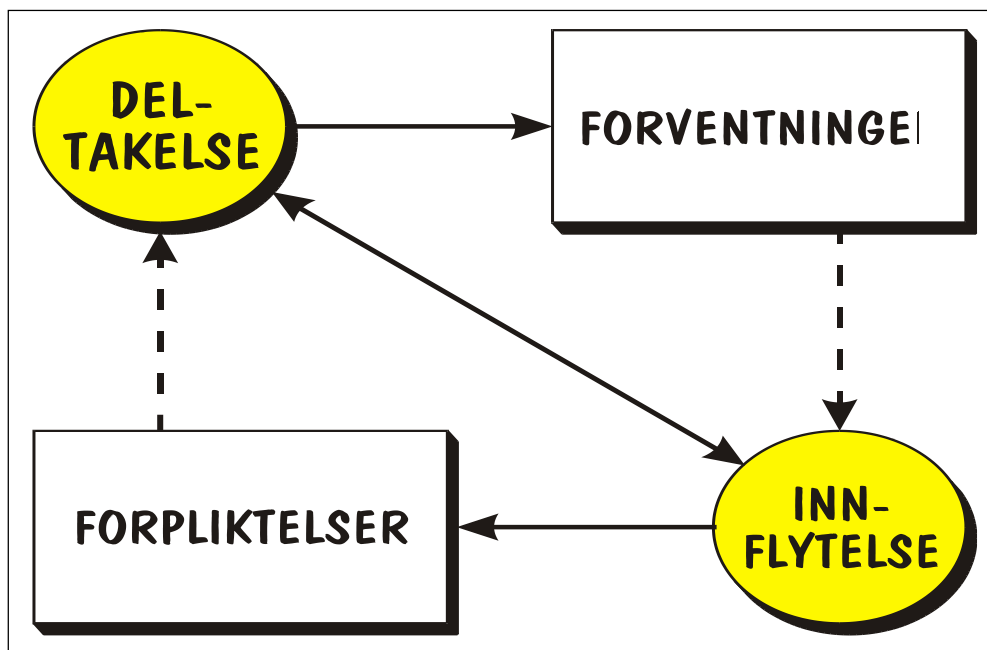 DEL-
TAKELSE
FORVENTNINGE
FORPLIKTELSER
INN-
FLYTELSE